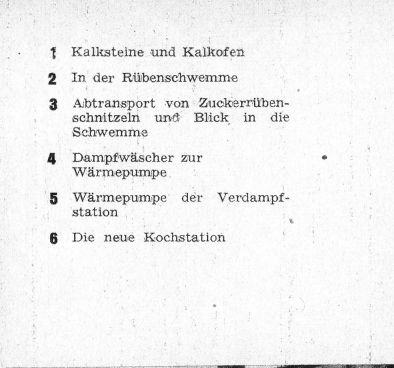 1 Kalksteine und Kalkofen
2 In der Rübenschwemme
3 Abtransport von Zuckerrüben-
schnitzeln und Blick in die
Schwemme
4 Dampfwäscher zur
Wärmepumpe
5 Wärmepumpe der Verdampf-
station
6 Die neue Kochstation